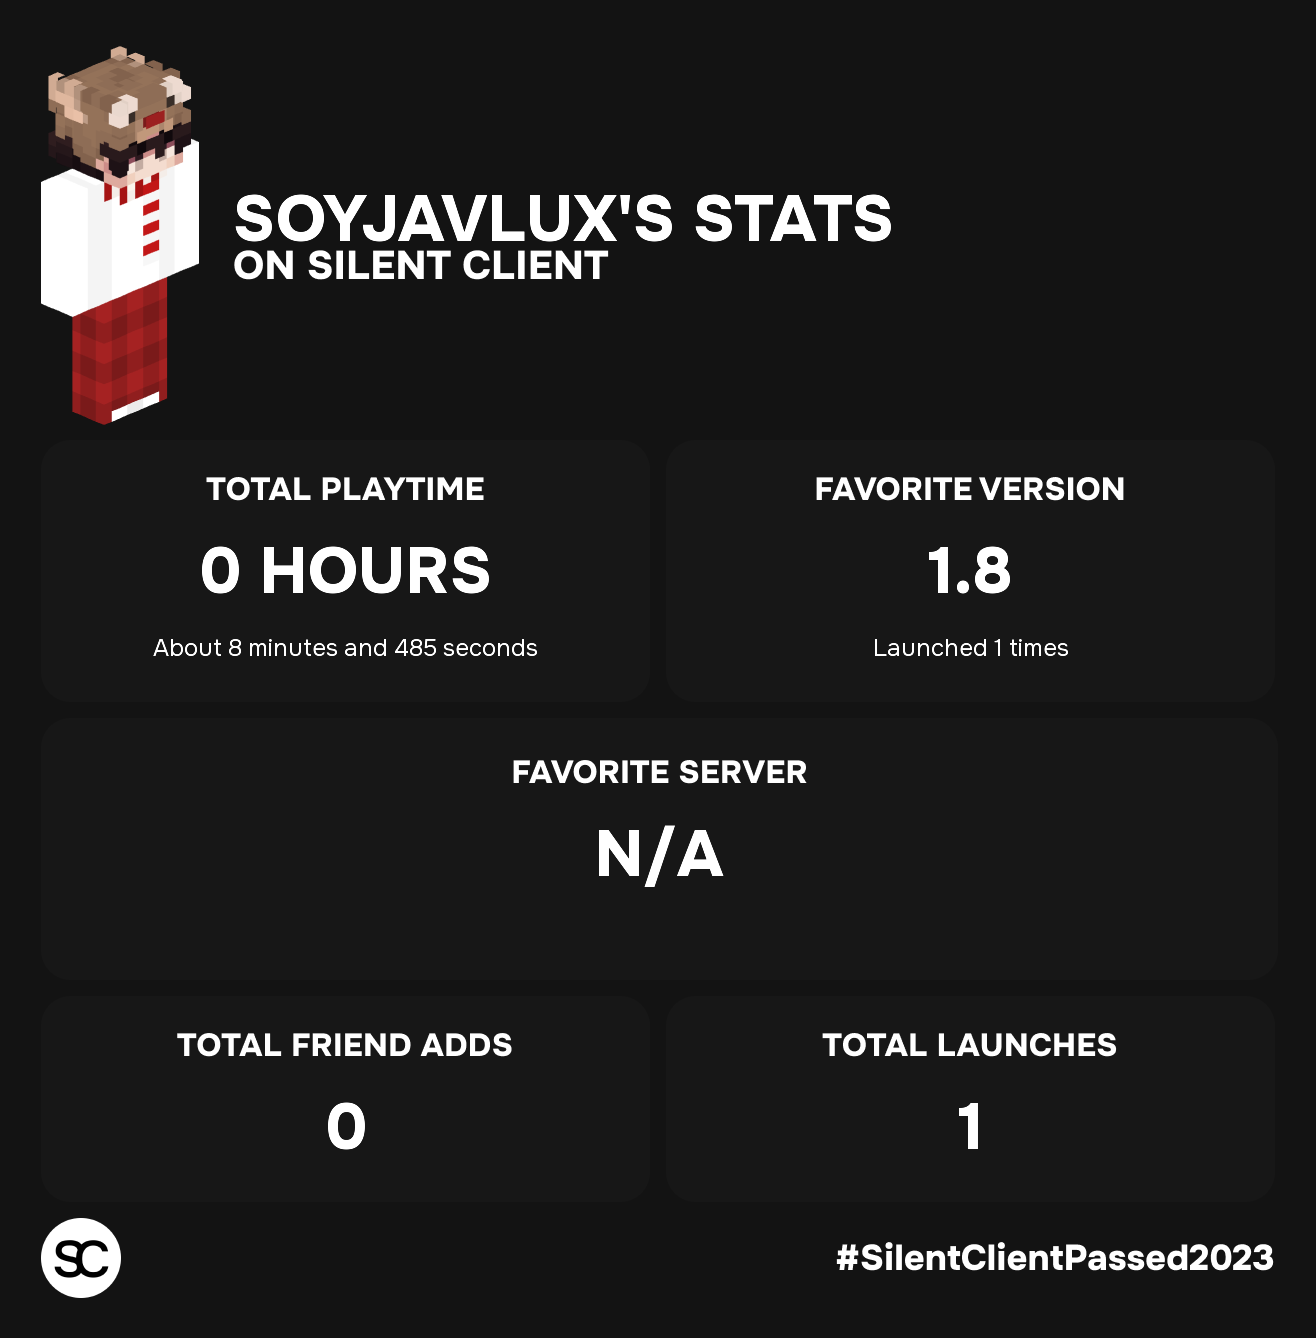 SOYJAVLUX'S STATS
ON SILENT CLIENT
TOTAL PLAYTIME
0 HOURS
About 8 minutes and 485 seconds
FAVORITE VERSION
1.8
Launched 1 times
FAVORITE SERVER
N/A
TOTAL FRIEND ADDS
0
TOTAL LAUNCHES
1
SC
#SilentClientPassed2023